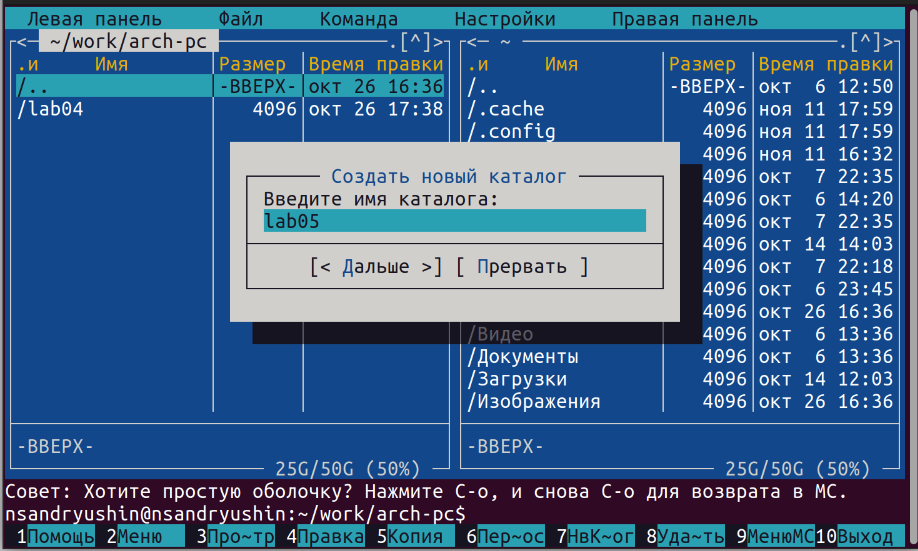 Левая панель Файл Команда Настройки Правая панель
<─ ~/work/arch-pc .[^]> <─ ~ .[^]>
.и Имя Размер Время правки .и Имя Размер Время правки
/.. -ВВЕРХ- окт 26 16:36 /.. -ВВЕРХ- окт 6 12:50
/lab04 4096 окт 26 17:38 /.cache 4096 ноя 11 17:59
/.config 4096 ноя 11 17:59
4096 ноя 11 16:32
Создать новый каталог 4096 окт 7 22:35
Введите имя каталога: 4096 окт 6 14:20
lab05 4096 окт 7 22:35
4096 окт 14 14:03
[< Дальше >] [ Прервать ] 4096 окт 7 22:18
4096 окт 6 23:45
4096 окт 26 16:36
/Видео 4096 окт 6 13:36
/Документы 4096 окт 6 13:36
/Загрузки 4096 окт 14 12:03
/Изображения 4096 окт 26 16:36
-ВВЕРХ- -ВВЕРХ-
25G/50G (50%) 25G/50G (50%)
Совет: Хотите простую оболочку? Нажмите C-o, и снова C-o для возврата в MC.
nsandryushin@nsandryushin:~/work/arch-pc$
1Помощь 2Меню 3Про~тр 4Правка 5Копия 6Пер~ос 7НвК~ог 8Уда~ть 9МенюMC 10Выход